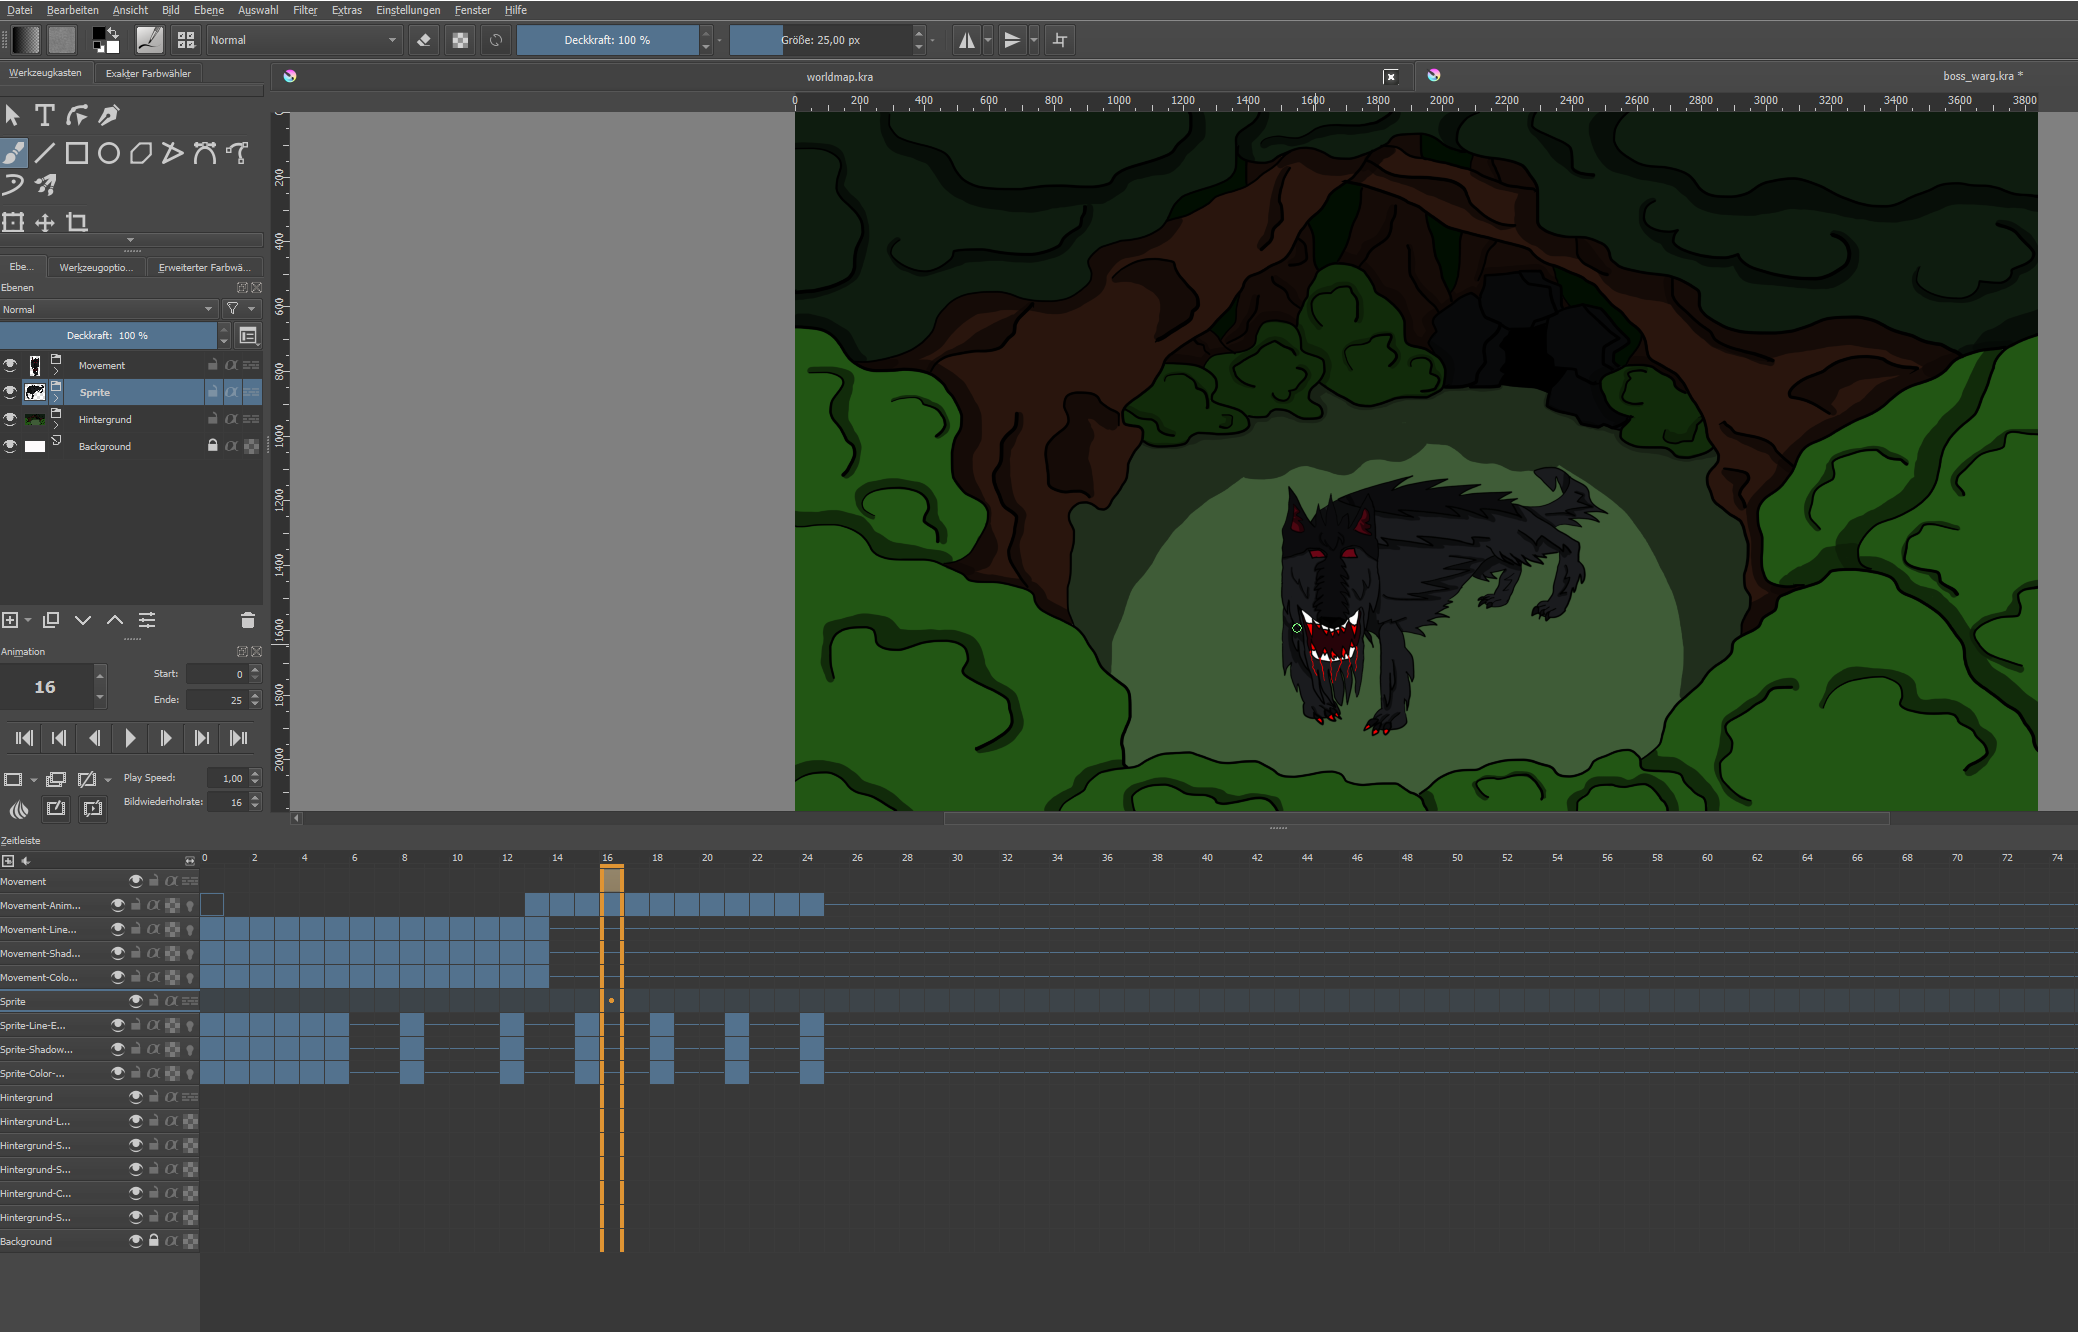 Datei Bearbeiten Ansicht Bild Ebene Auswahl Filter Extras Einstellungen Fenster Hilfe
Normal Deckkraft: 100 % Größe: 25,00 px
Werkzeugkasten Exakter Farbwähler
worldmap.kra boss_warg.kra *
0 200 400 600 800 1000 1200 1400 1600 1800 2000 2200 2400 2600 2800 3000 3200 3400 3600 3800
200 400 600 800 1000 1200 1400 1600 1800 2000
Ebe... Werkzeugoptio... Erweiterter Farbwä...
Ebenen
Normal
Deckkraft: 100 %
Movement
Sprite
Hintergrund
Background
Animation
16
Start: 0
Ende: 25
Play Speed: 1,00
Bildwiederholrate: 16
Zeitleiste
0 2 4 6 8 10 12 14 16 18 20 22 24 26 28 30 32 34 36 38 40 42 44 46 48 50 52 54 56 58 60 62 64 66 68 70 72 74
Movement
Movement-Anim...
Movement-Line...
Movement-Shad...
Movement-Colo...
Sprite
Sprite-Line-E...
Sprite-Shadow...
Sprite-Color-...
Hintergrund
Hintergrund-L...
Hintergrund-S...
Hintergrund-S...
Hintergrund-C...
Hintergrund-S...
Background